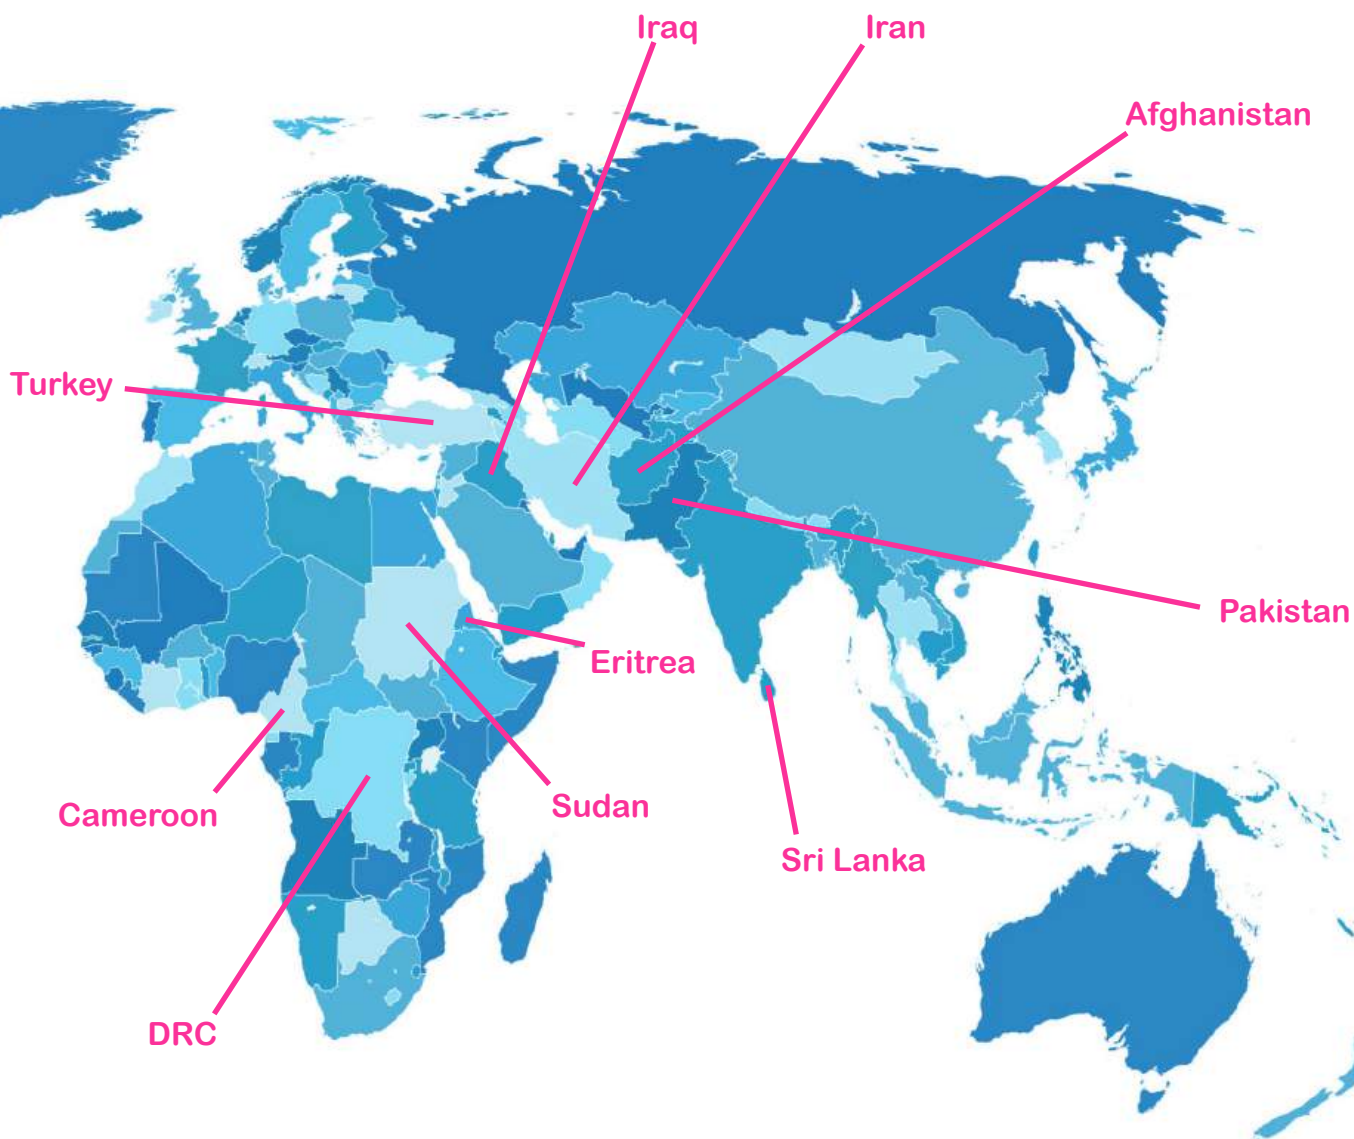 Iraq
Iran
Afghanistan
Turkey
Pakistan
Eritrea
Sudan
Cameroon
Sri Lanka
DRC